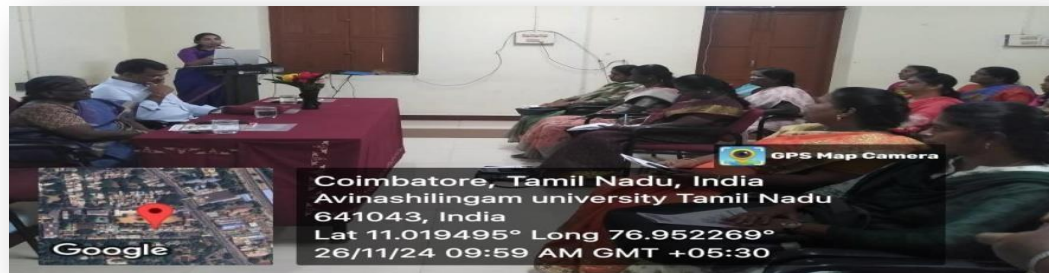 GPS Map Camera
Coimbatore, Tamil Nadu, India
Avinashilingam university Tamil Nadu
641043, India
Lat 11.019495° Long 76.952269°
26/11/24 09:59 AM GMT +05:30
Google